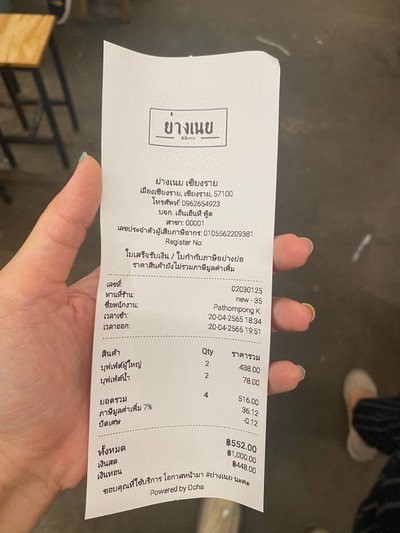 ย่างเนย
ย่างเนย เชียงราย
เมืองเชียงราย, เชียงราย, 57100
โทรศัพท์: 0962654923
บจก. เอ็นเอ็นที ฟู้ด
สาขา: 00001
เลขประจำตัวผู้เสียภาษีอากร: 0105562209381
Register No:
ใบเสร็จรับเงิน / ใบกำกับภาษีอย่างย่อ
ราคาสินค้ายังไม่รวมภาษีมูลค่าเพิ่ม
เลขที่: 02030125
ทานที่ร้าน: new - 35
ชื่อพนักงาน: Pathompong K.
เวลาเข้า: 20-04-2565 18:34
เวลาออก: 20-04-2565 19:51
สินค้า Qty ราคารวม
บุฟเฟ่ต์ผู้ใหญ่ 2 438.00
บุฟเฟ่ต์น้ำ 2 78.00
ยอดรวม 4 516.00
ภาษีมูลค่าเพิ่ม 7% 36.12
ปัดเศษ -0.12
ทั้งหมด ฿552.00
เงินสด ฿1,000.00
เงินทอน ฿448.00
ขอบคุณที่ใช้บริการ โอกาสหน้ามา #ย่างเนย นะคะ
Powered by Ocha